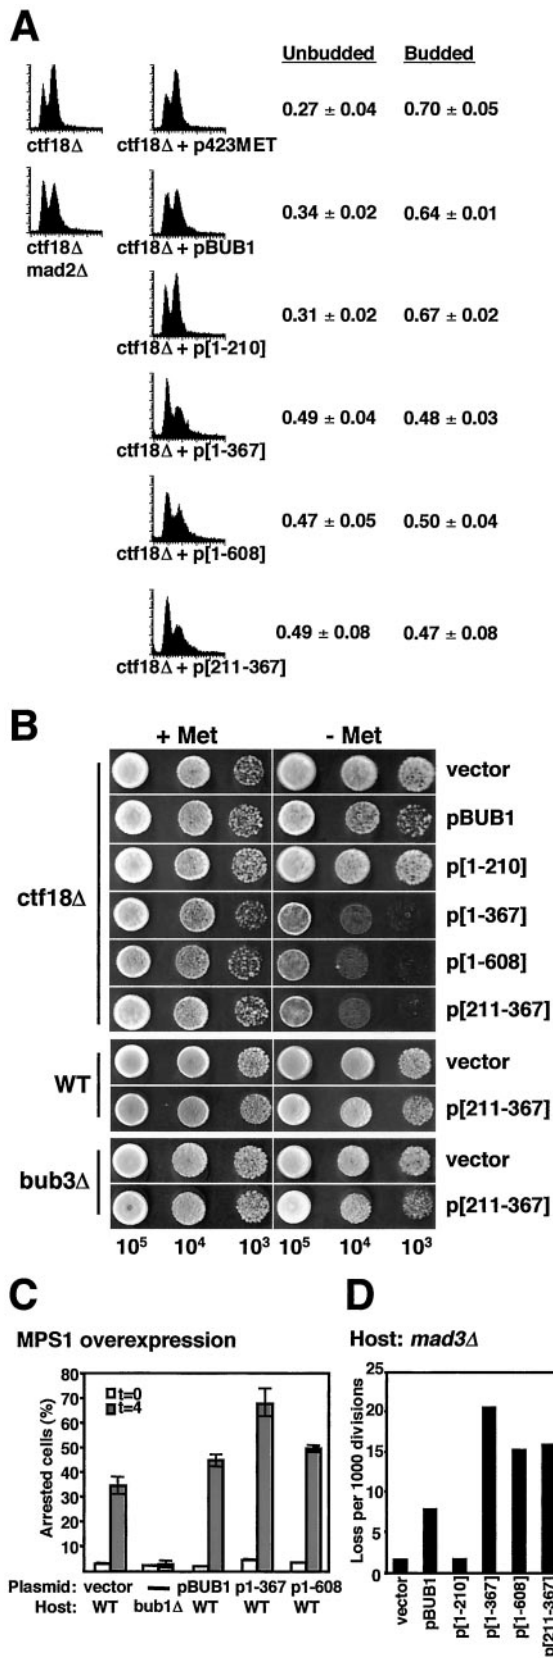 A
Unbudded Budded
0.27 ± 0.04 0.70 ± 0.05
ctf18Δ ctf18Δ + p423MET
0.34 ± 0.02 0.64 ± 0.01
ctf18Δ mad2Δ ctf18Δ + pBUB1
0.31 ± 0.02 0.67 ± 0.02
ctf18Δ + p[1-210]
0.49 ± 0.04 0.48 ± 0.03
ctf18Δ + p[1-367]
0.47 ± 0.05 0.50 ± 0.04
ctf18Δ + p[1-608]
0.49 ± 0.08 0.47 ± 0.08
ctf18Δ + p[211-367]
B
+ Met - Met
ctf18Δ
vector
pBUB1
p[1-210]
p[1-367]
p[1-608]
p[211-367]
WT
vector
p[211-367]
bub3Δ
vector
p[211-367]
10⁵ 10⁴ 10³ 10⁵ 10⁴ 10³
C
MPS1 overexpression
Arrested cells (%)
80
70
60
50
40
30
20
10
t=0
t=4
Plasmid: vector — pBUB1 p1-367 p1-608
Host: WT bub1Δ WT WT WT
D
Host: mad3Δ
Loss per 1000 divisions
25
20
15
10
5
0
vector
pBUB1
p[1-210]
p[1-367]
p[1-608]
p[211-367]